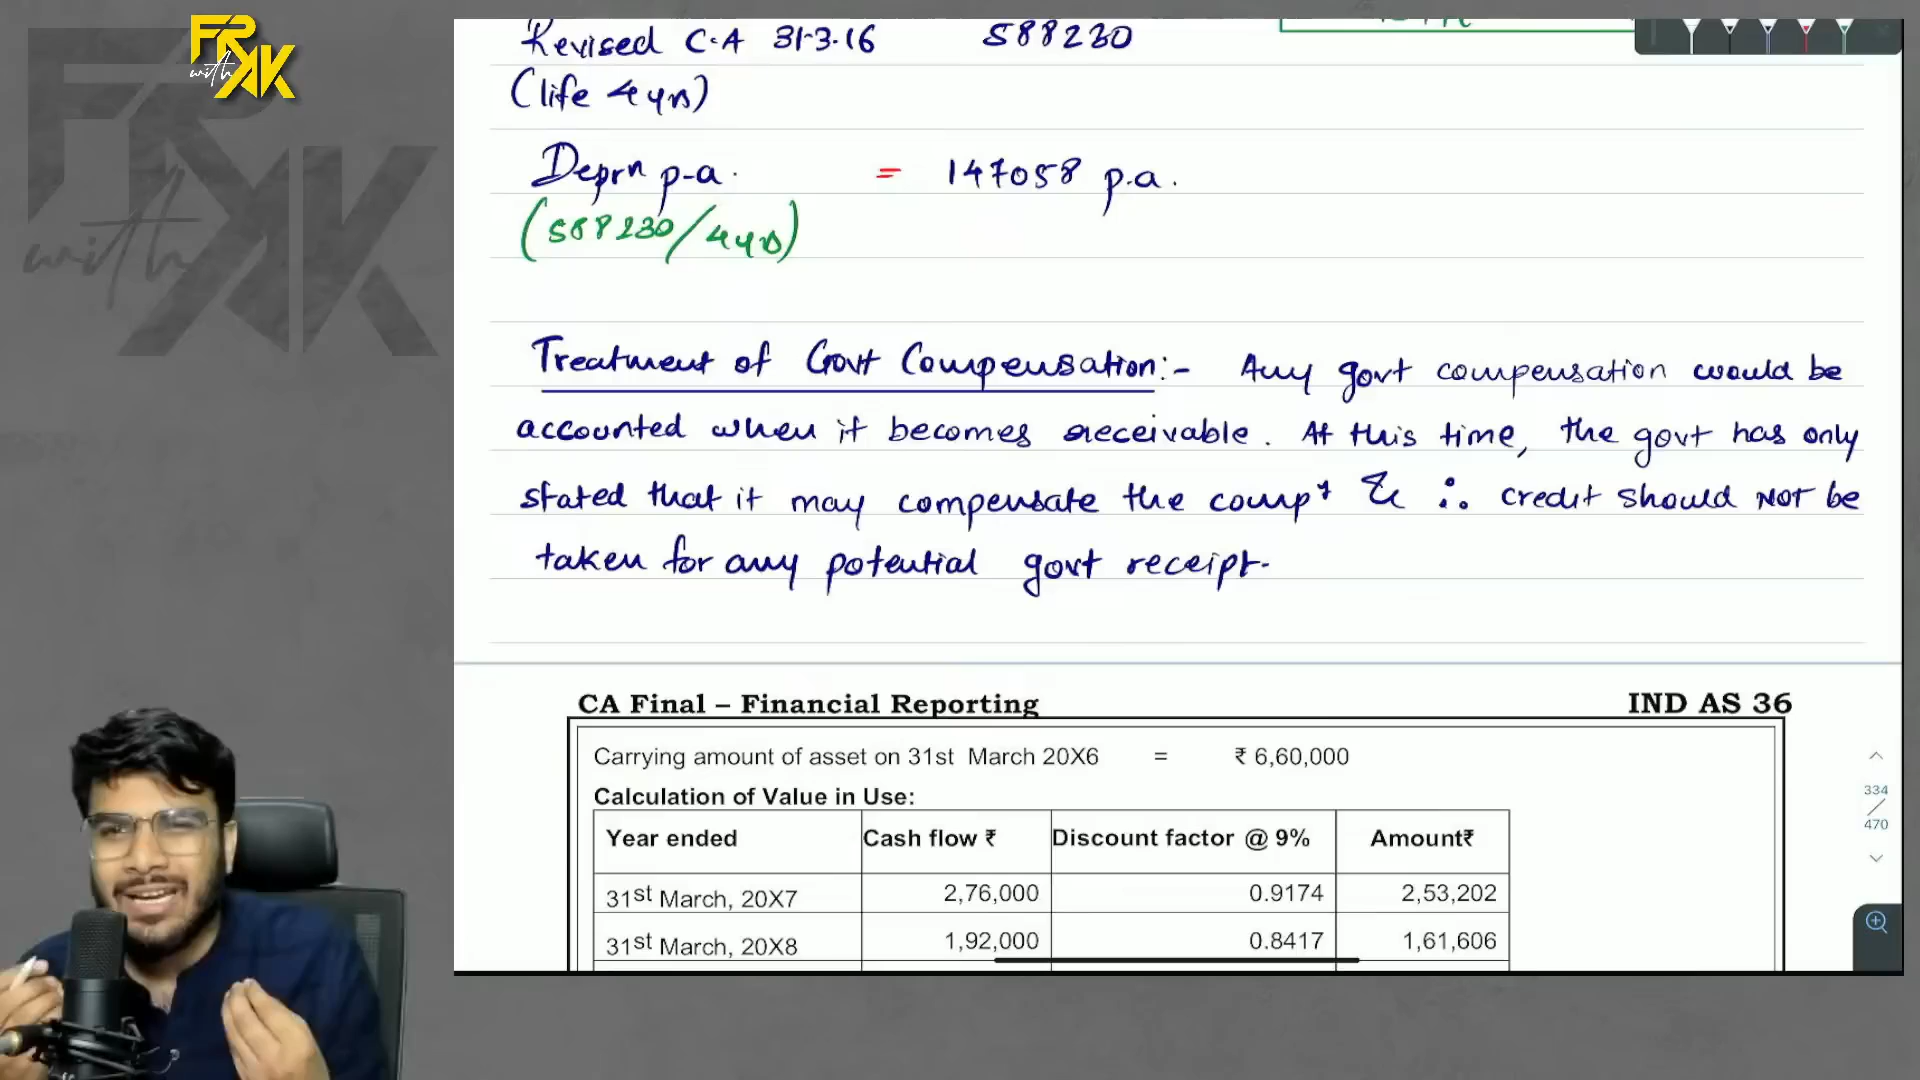 FR
with
AK
Revised C.A 31-3.16 588230
(life 4 yrs)
Deprn p.a. = 147058 p.a.
(588230/4yrs)
Treatment of Govt Compensation:- Any govt compensation would be
accounted when it becomes receivable. At this time, the govt has only
stated that it may compensate the compy & ∴ credit should NOT be
taken for any potential govt receipt.
CA Final – Financial Reporting IND AS 36
Carrying amount of asset on 31st March 20X6 = ₹ 6,60,000
Calculation of Value in Use:
Year ended Cash flow ₹ Discount factor @ 9% Amount₹
31st March, 20X7 2,76,000 0.9174 2,53,202
31st March, 20X8 1,92,000 0.8417 1,61,606
334
/
470